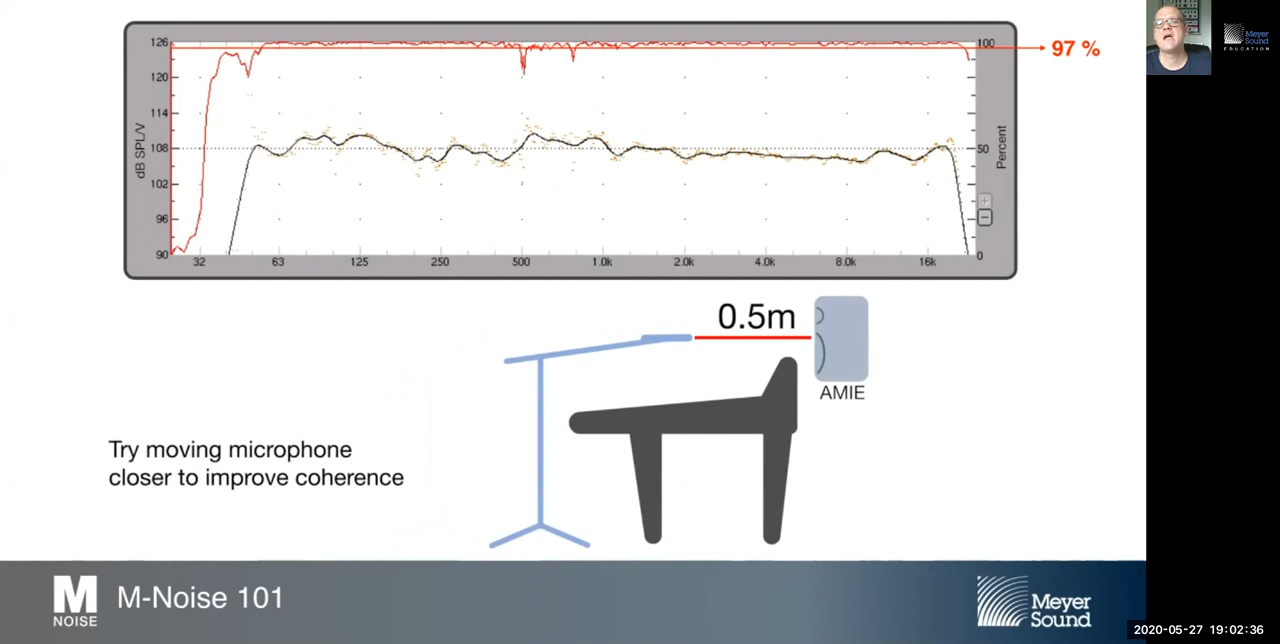 126
120
114
108
102
96
90
dB SPL/V
32
63
125
250
500
1.0k
2.0k
4.0k
8.0k
16k
100
50
0
Percent
97 %
0.5m
AMIE
Try moving microphone
closer to improve coherence
M
NOISE
M-Noise 101
Meyer
Sound
Meyer
Sound
EDUCATION
2020-05-27 19:02:36